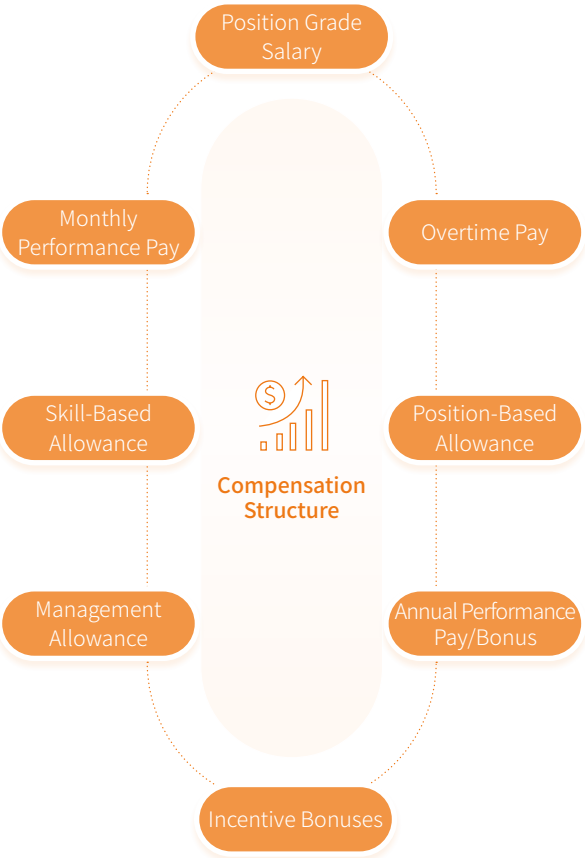 Position Grade
Salary
Monthly
Performance Pay
Overtime Pay
Skill-Based
Allowance
Position-Based
Allowance
$
Compensation
Structure
Management
Allowance
Annual Performance
Pay/Bonus
Incentive Bonuses